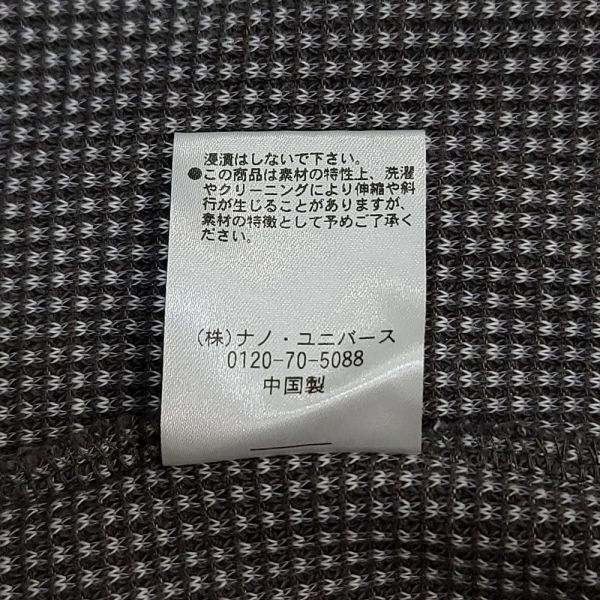 浸漬はしないで下さい。
●この商品は素材の特性上、洗濯
やクリーニングにより伸縮や斜
行が生じることがありますが、
素材の特徴として予めご了承く
ださい。
(株)ナノ・ユニバース
0120-70-5088
中国製